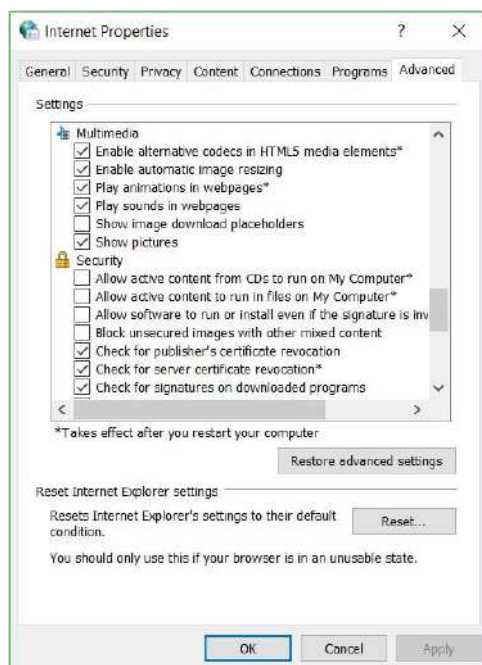 Internet Properties
?
General Security Privacy Content Connections Programs Advanced
Settings
Multimedia
Enable alternative codecs in HTML5 media elements*
Enable automatic image resizing
Play animations in webpages*
Play sounds in webpages
Show image download placeholders
Show pictures
Security
Allow active content from CDs to run on My Computer*
Allow active content to run in files on My Computer*
Allow software to run or install even if the signature is inv
Block unsecured images with other mixed content
Check for publisher's certificate revocation
Check for server certificate revocation*
Check for signatures on downloaded programs
*Takes effect after you restart your computer
Restore advanced settings
Reset Internet Explorer settings
Resets Internet Explorer's settings to their default
condition.
Reset...
You should only use this if your browser is in an unusable state.
OK Cancel Apply